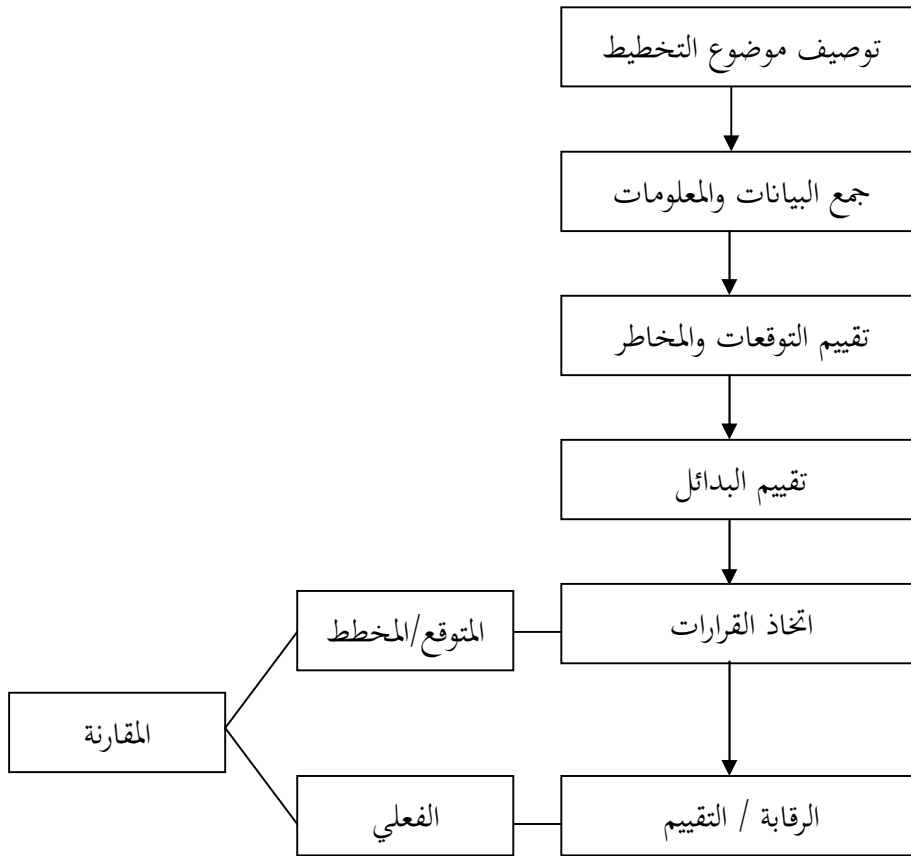 توصيف موضوع التخطيط
جمع البيانات والمعلومات
تقييم التوقعات والمخاطر
تقييم البدائل
اتخاذ القرارات
المتوقع/المخطط
المقارنة
الرقابة / التقييم
الفعلي